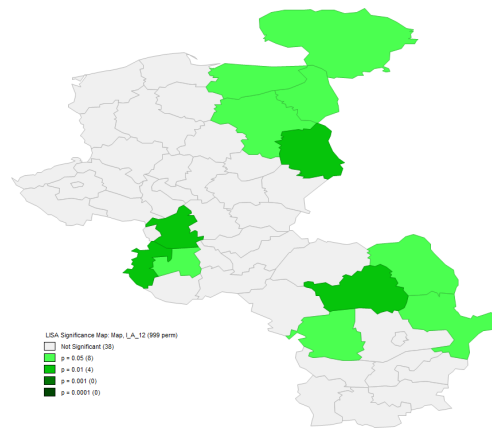 LISA Significance Map: Map, I_A_12 (999 perm)
Not Significant (38)
p = 0.05 (8)
p = 0.01 (4)
p = 0.001 (0)
p = 0.0001 (0)